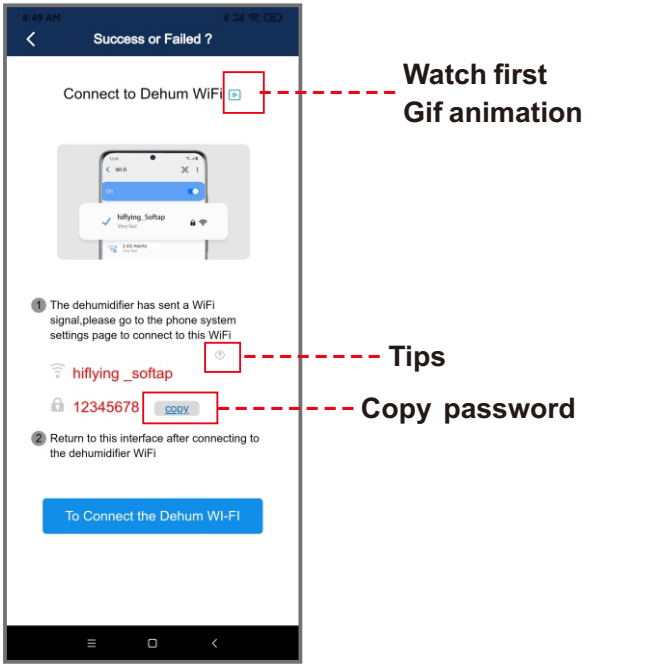 8:49 AM
Success or Failed ?
Connect to Dehum WiFi
Watch first
Gif animation
Wi-Fi
On
hiflying_Softap
Very fast
The dehumidifier has sent a WiFi
signal,please go to the phone system
settings page to connect to this WiFi
?
Tips
hiflying _softap
12345678 copy
Copy password
2 Return to this interface after connecting to
the dehumidifier WiFi
To Connect the Dehum WI-FI